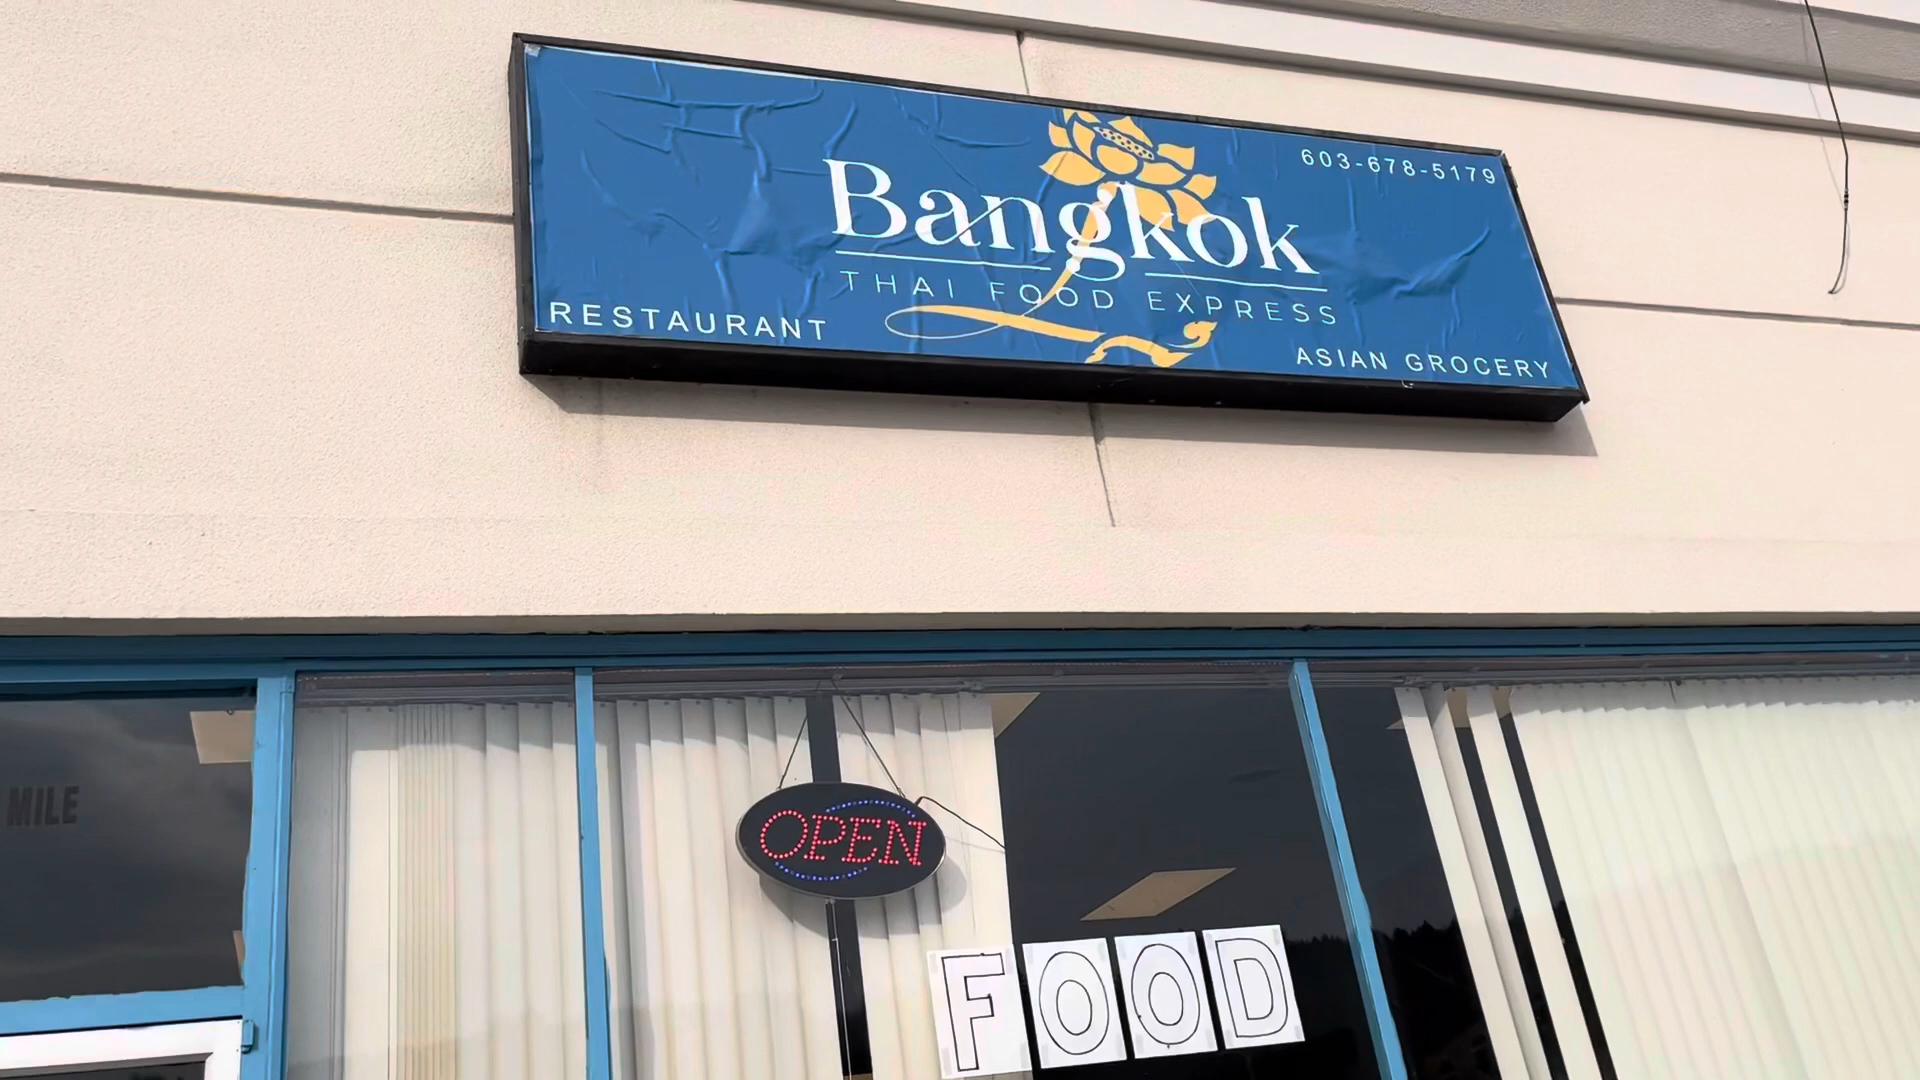 603-678-5179
Bangkok
THAI FOOD EXPRESS
RESTAURANT
ASIAN GROCERY
MILE
OPEN
FOOD